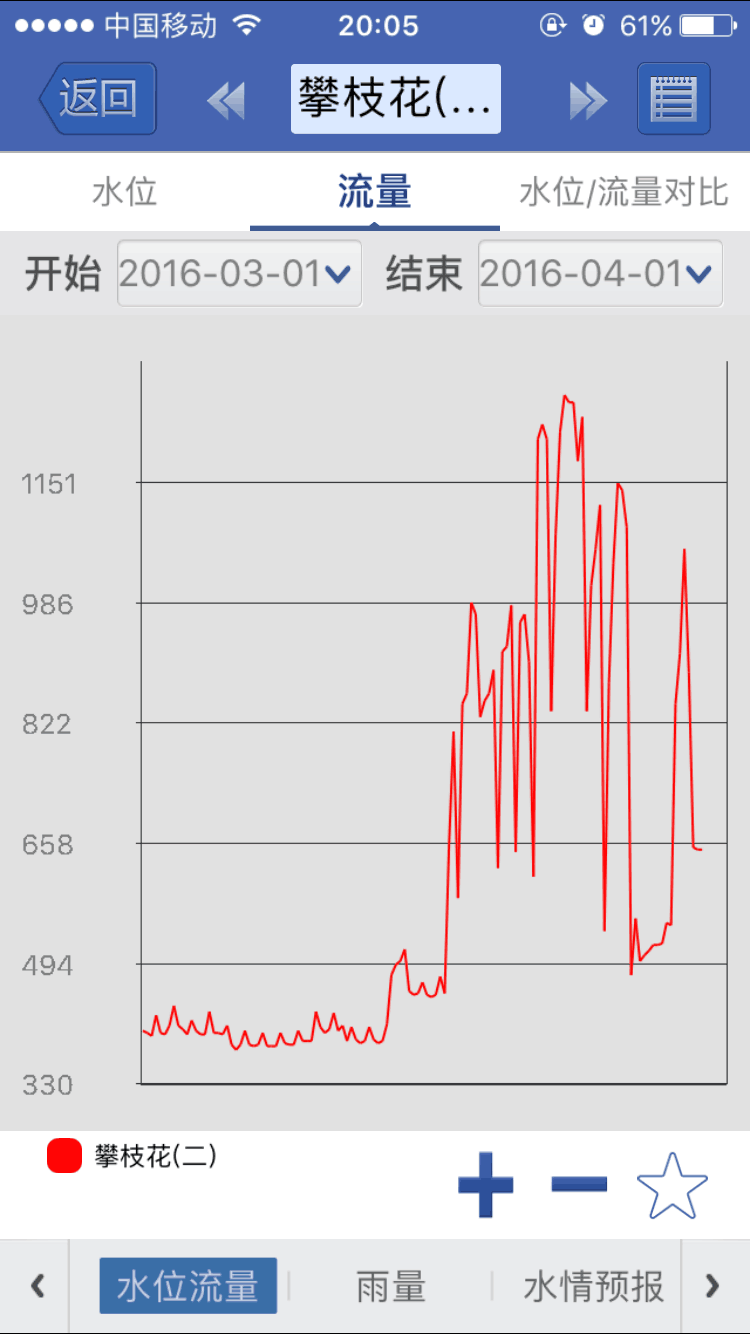 中国移动 20:05 61%
返回 攀枝花(...
水位 流量 水位/流量对比
开始 2016-03-01 结束 2016-04-01
1151
986
822
658
494
330
攀枝花(二)
水位流量 雨量 水情预报